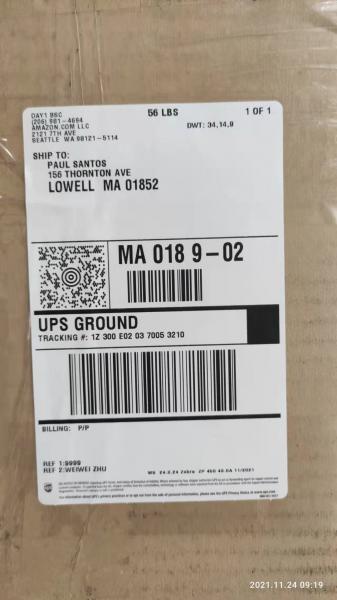 DAY1 BBC
(206) 881-4694
AMAZON.COM LLC
2121 7TH AVE
SEATTLE WA 98121-5114
56 LBS
1 OF 1
DWT: 34,14,9
SHIP TO:
PAUL SANTOS
156 THORNTON AVE
LOWELL MA 01852
MA 018 9-02
UPS GROUND
TRACKING #: 1Z 300 E02 03 7005 3210
BILLING: P/P
REF 1:9999
REF 2:WEIWEI ZHU
2021.11.24 09:19